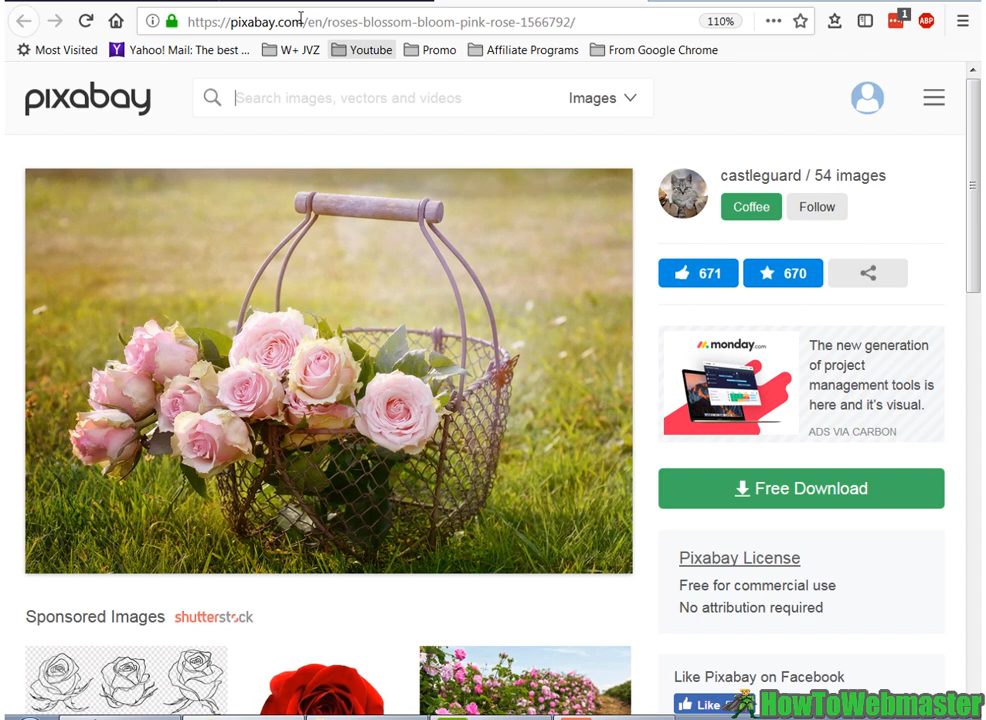 https://pixabay.com/en/roses-blossom-bloom-pink-rose-1566792/
110%
1
ABP
Most Visited
Yahoo! Mail: The best ...
W+ JVZ
Youtube
Promo
Affiliate Programs
From Google Chrome
pixabay
Search images, vectors and videos
Images
castleguard / 54 images
Coffee
Follow
671
670
monday.com
The new generation
of project
management tools is
here and it's visual.
ADS VIA CARBON
Free Download
Pixabay License
Free for commercial use
No attribution required
Sponsored Images
shutterstock
Like Pixabay on Facebook
Like
HowToWebmaster